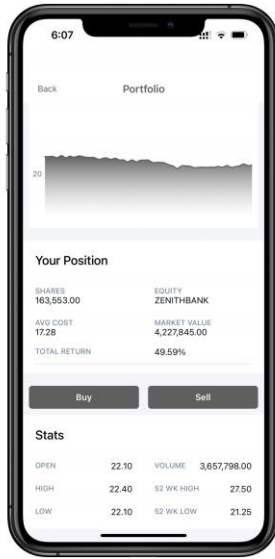 6:07
Back Portfolio
20
Your Position
SHARES EQUITY
163,553.00 ZENITHBANK
AVG COST MARKET VALUE
17.28 4,227,845.00
TOTAL RETURN 49.59%
Buy Sell
Stats
OPEN 22.10 VOLUME 3,657,798.00
HIGH 22.40 52 WK HIGH 27.50
LOW 22.10 52 WK LOW 21.25